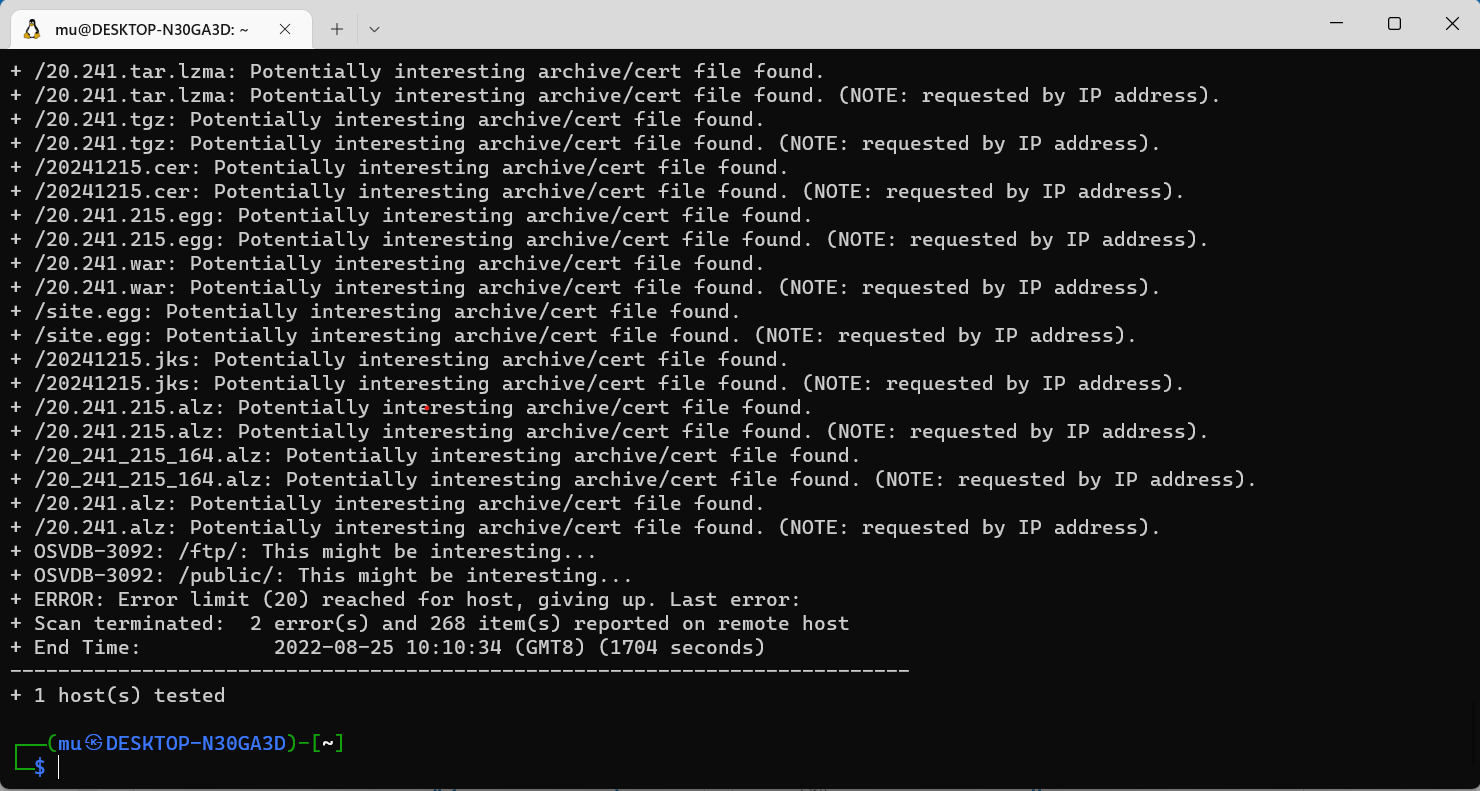 mu@DESKTOP-N30GA3D: ~
+ /20.241.tar.lzma: Potentially interesting archive/cert file found.
+ /20.241.tar.lzma: Potentially interesting archive/cert file found. (NOTE: requested by IP address).
+ /20.241.tgz: Potentially interesting archive/cert file found.
+ /20.241.tgz: Potentially interesting archive/cert file found. (NOTE: requested by IP address).
+ /20241215.cer: Potentially interesting archive/cert file found.
+ /20241215.cer: Potentially interesting archive/cert file found. (NOTE: requested by IP address).
+ /20.241.215.egg: Potentially interesting archive/cert file found.
+ /20.241.215.egg: Potentially interesting archive/cert file found. (NOTE: requested by IP address).
+ /20.241.war: Potentially interesting archive/cert file found.
+ /20.241.war: Potentially interesting archive/cert file found. (NOTE: requested by IP address).
+ /site.egg: Potentially interesting archive/cert file found.
+ /site.egg: Potentially interesting archive/cert file found. (NOTE: requested by IP address).
+ /20241215.jks: Potentially interesting archive/cert file found.
+ /20241215.jks: Potentially interesting archive/cert file found. (NOTE: requested by IP address).
+ /20.241.215.alz: Potentially interesting archive/cert file found.
+ /20.241.215.alz: Potentially interesting archive/cert file found. (NOTE: requested by IP address).
+ /20_241_215_164.alz: Potentially interesting archive/cert file found.
+ /20_241_215_164.alz: Potentially interesting archive/cert file found. (NOTE: requested by IP address).
+ /20.241.alz: Potentially interesting archive/cert file found.
+ /20.241.alz: Potentially interesting archive/cert file found. (NOTE: requested by IP address).
+ OSVDB-3092: /ftp/: This might be interesting...
+ OSVDB-3092: /public/: This might be interesting...
+ ERROR: Error limit (20) reached for host, giving up. Last error:
+ Scan terminated:  2 error(s) and 268 item(s) reported on remote host
+ End Time:           2022-08-25 10:10:34 (GMT8) (1704 seconds)
---------------------------------------------------------------------------
+ 1 host(s) tested
┌──(mu㉿DESKTOP-N30GA3D)-[~]
└─$